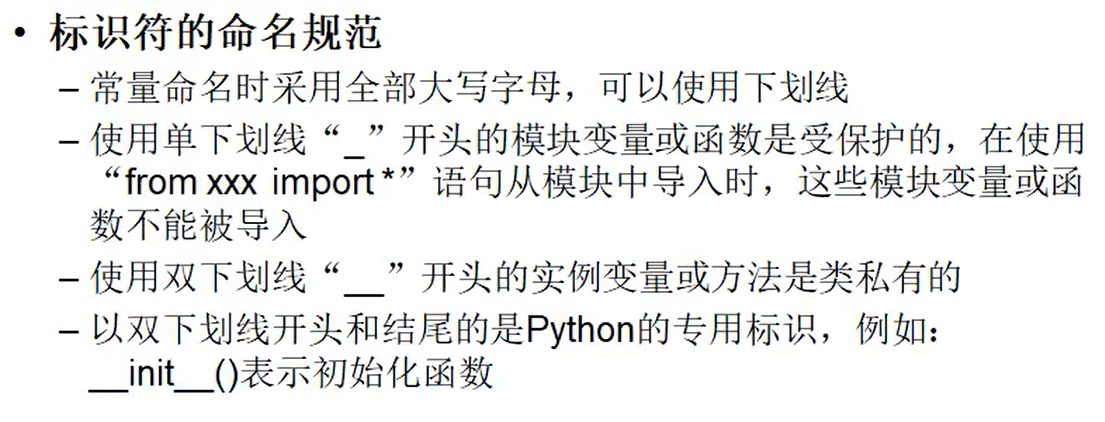 • 标识符的命名规范
– 常量命名时采用全部大写字母，可以使用下划线
– 使用单下划线“_”开头的模块变量或函数是受保护的，在使用
“from xxx import *”语句从模块中导入时，这些模块变量或函
数不能被导入
– 使用双下划线“__”开头的实例变量或方法是类私有的
– 以双下划线开头和结尾的是Python的专用标识，例如：
__init__()表示初始化函数